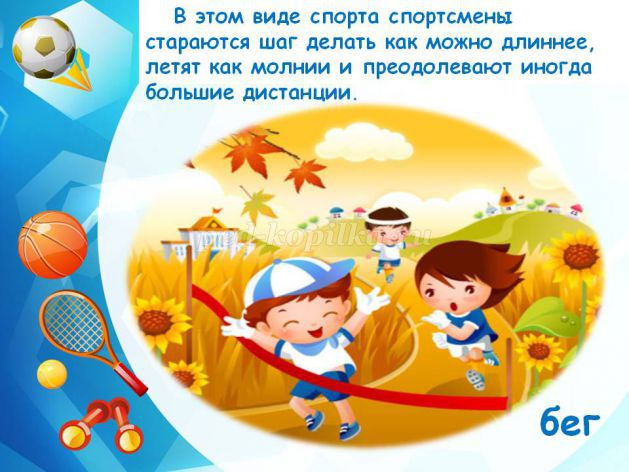 В этом виде спорта спортсмены
стараются шаг делать как можно длиннее,
летят как молнии и преодолевают иногда
большие дистанции.
бег